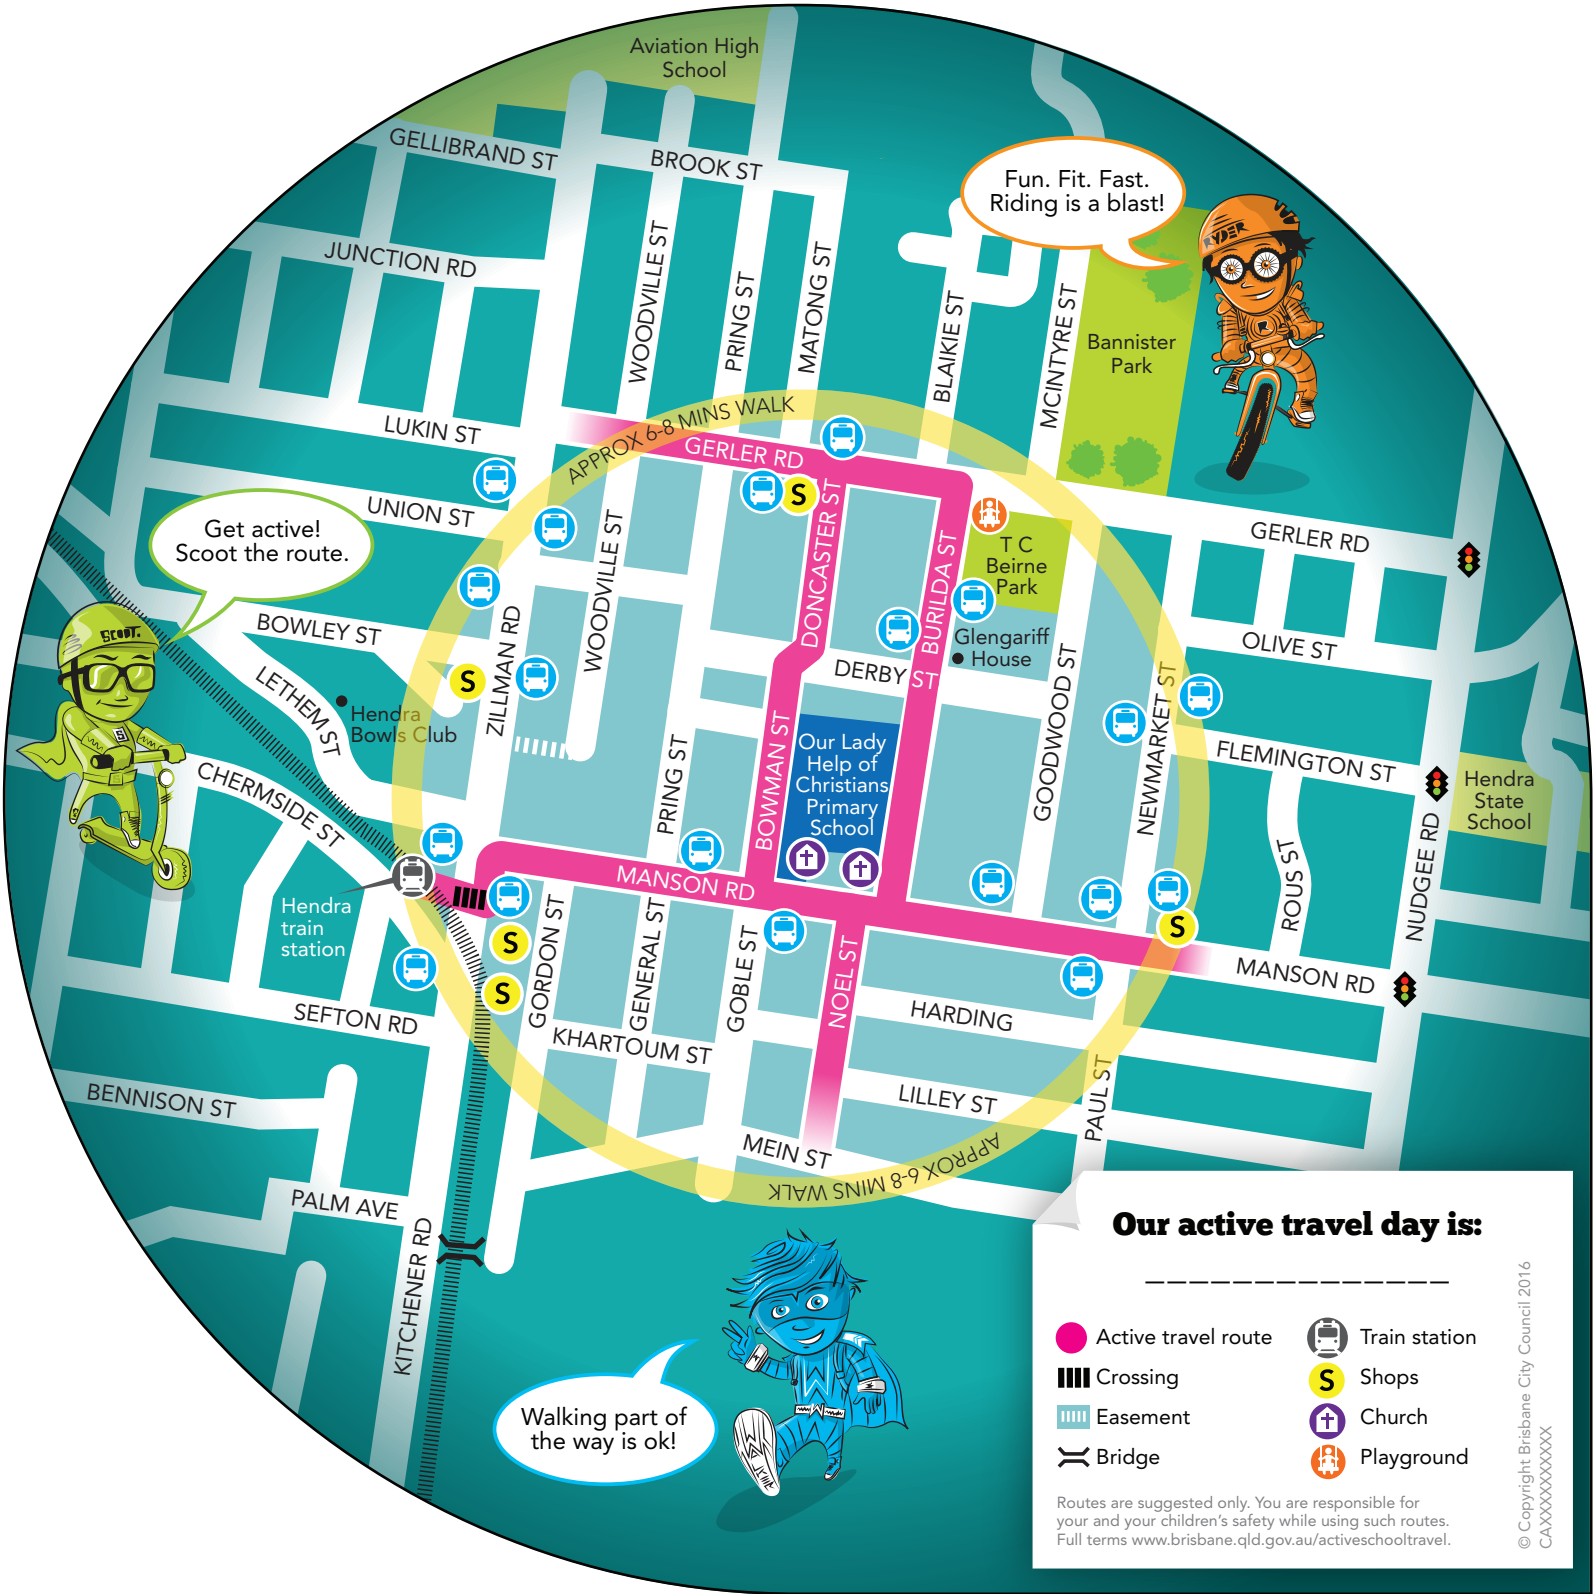 Aviation High
School
GELLIBRAND ST
BROOK ST
Fun. Fit. Fast.
Riding is a blast!
RYDER
R
JUNCTION RD
WOODVILLE ST
PRING ST
MATONG ST
BLAIKIE ST
MCINTYRE ST
Bannister
Park
LUKIN ST
APPROX 6-8 MINS WALK
GERLER RD
S
UNION ST
Get active!
Scoot the route.
WOODVILLE ST
DONCASTER ST
BURILDA ST
T C
Beirne
Park
GERLER RD
SCOOT.
S
BOWLEY ST
ZILLMAN RD
S
DERBY ST
Glengariff
House
OLIVE ST
LETHEM ST
Hendra
Bowls Club
GOODWOOD ST
NEWMARKET ST
BOWMAN ST
PRING ST
Our Lady
Help of
Christians
Primary
School
FLEMINGTON ST
Hendra
State
School
CHERMSIDE ST
ROUS ST
NUDGEE RD
MANSON RD
Hendra
train
station
S
S
S
GORDON ST
GENERAL ST
GOBLE ST
NOEL ST
MANSON RD
SEFTON RD
KHARTOUM ST
HARDING
BENNISON ST
LILLEY ST
PAUL ST
MEIN ST
APPROX 6-8 MINS WALK
PALM AVE
KITCHENER RD
Walking part of
the way is ok!
W
WALKIE
Our active travel day is:
Active travel route
Train station
Crossing
S
Shops
Easement
Church
Bridge
Playground
Routes are suggested only. You are responsible for
your and your children's safety while using such routes.
Full terms www.brisbane.qld.gov.au/activeschooltravel.
© Copyright Brisbane City Council 2016
CAXXXXXXXXXX